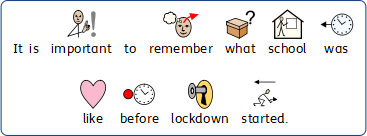 It is important to remember what school was
like before lockdown started.